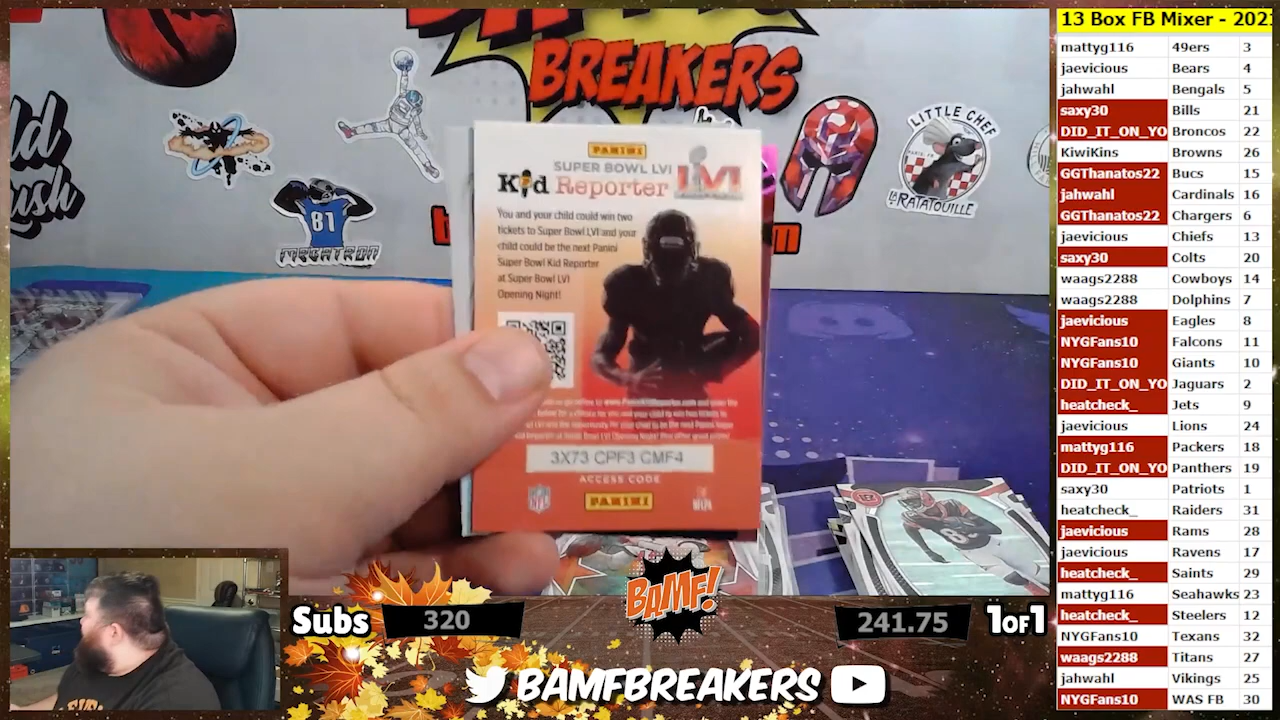 BREAKERS
81
MEGATRON
LITTLE CHEF
LA RATATOUILLE
PANINI
SUPER BOWL LVI
Kid Reporter
LVI
You and your child could win two
tickets to Super Bowl LVI and your
child could be the next Panini
Super Bowl Kid Reporter
at Super Bowl LVI
Opening Night!
3X73 CPF3 CMF4
ACCESS CODE
NFL
PANINI
NFLPA
Subs 320
BAMF!
241.75 1 OF 1
BAMFBREAKERS
13 Box FB Mixer - 2021
mattyg116 49ers 3
jaevicious Bears 4
jahwahl Bengals 5
saxy30 Bills 21
DID_IT_ON_YO Broncos 22
KiwiKins Browns 26
GGThanatos22 Bucs 15
jahwahl Cardinals 16
GGThanatos22 Chargers 6
jaevicious Chiefs 13
saxy30 Colts 20
waags2288 Cowboys 14
waags2288 Dolphins 7
jaevicious Eagles 8
NYGFans10 Falcons 11
NYGFans10 Giants 10
DID_IT_ON_YO Jaguars 2
heatcheck_ Jets 9
jaevicious Lions 24
mattyg116 Packers 18
DID_IT_ON_YO Panthers 19
saxy30 Patriots 1
heatcheck_ Raiders 31
jaevicious Rams 28
jaevicious Ravens 17
heatcheck_ Saints 29
mattyg116 Seahawks 23
heatcheck_ Steelers 12
NYGFans10 Texans 32
waags2288 Titans 27
jahwahl Vikings 25
NYGFans10 WAS FB 30